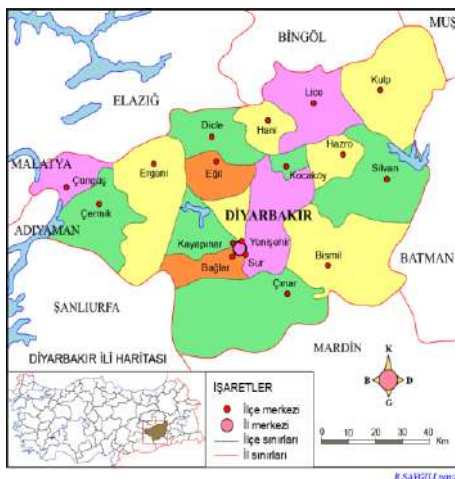 MUŞ
BİNGÖL
Kulp
Lice
ELAZIĞ
Dicle
Hani
Hazro
MALATYA
Ergani
Eğil
Kocaköy
Silvan
Çüngüş
Çermik
DİYARBAKIR
ADIYAMAN
Kayapınar
Yenişehir
Sur
BATMAN
Bağlar
Bismil
Çınar
ŞANLIURFA
MARDİN
DİYARBAKIR İLİ HARİTASI
K
B
D
G
İŞARETLER
İlçe merkezi
İl merkezi
İlçe sınırları
İl sınırları
0 10 20 30 40
Km
R.SAYGILI